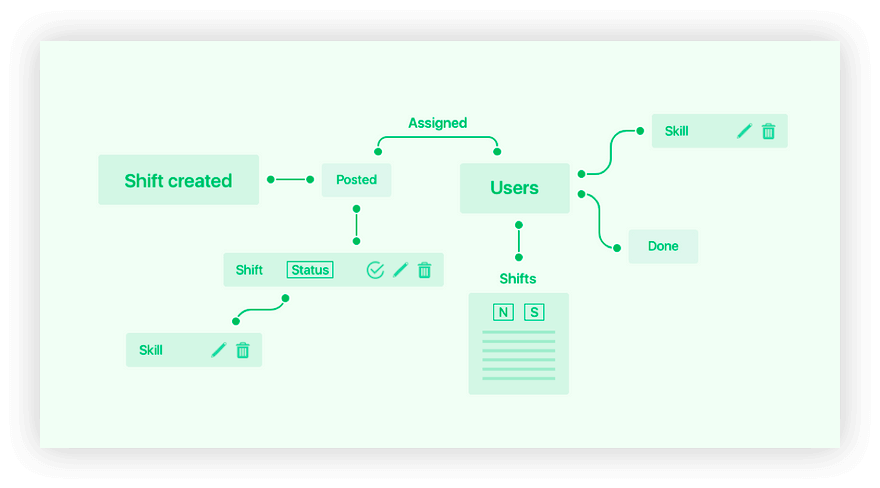 Assigned
Skill
Shift created
Posted
Users
Done
Shift Status
Shifts
N S
Skill